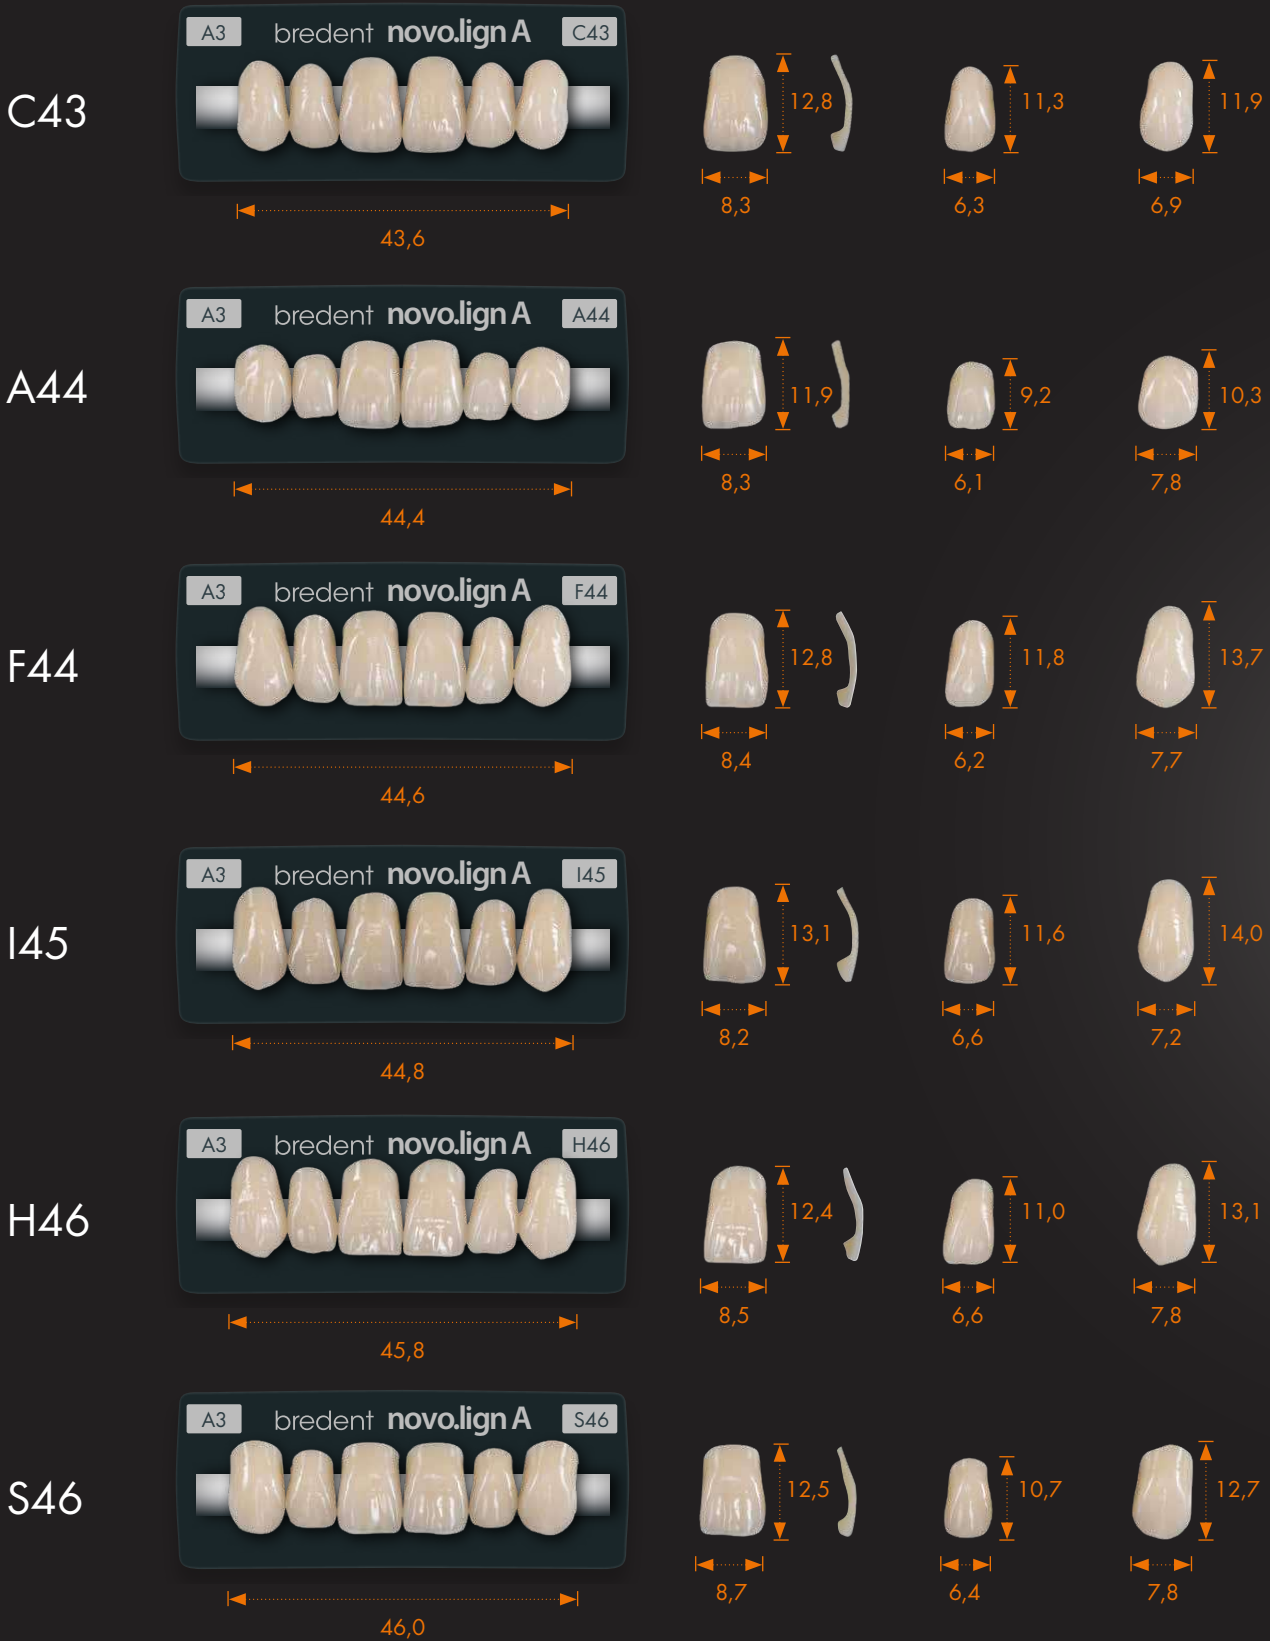 A3 bredent novo.lign A C43
C43
12,8 11,3 11,9
8,3 6,3 6,9
43,6
A3 bredent novo.lign A A44
A44
11,9 9,2 10,3
8,3 6,1 7,8
44,4
A3 bredent novo.lign A F44
F44
12,8 11,8 13,7
8,4 6,2 7,7
44,6
A3 bredent novo.lign A I45
I45
13,1 11,6 14,0
8,2 6,6 7,2
44,8
A3 bredent novo.lign A H46
H46
12,4 11,0 13,1
8,5 6,6 7,8
45,8
A3 bredent novo.lign A S46
S46
12,5 10,7 12,7
8,7 6,4 7,8
46,0